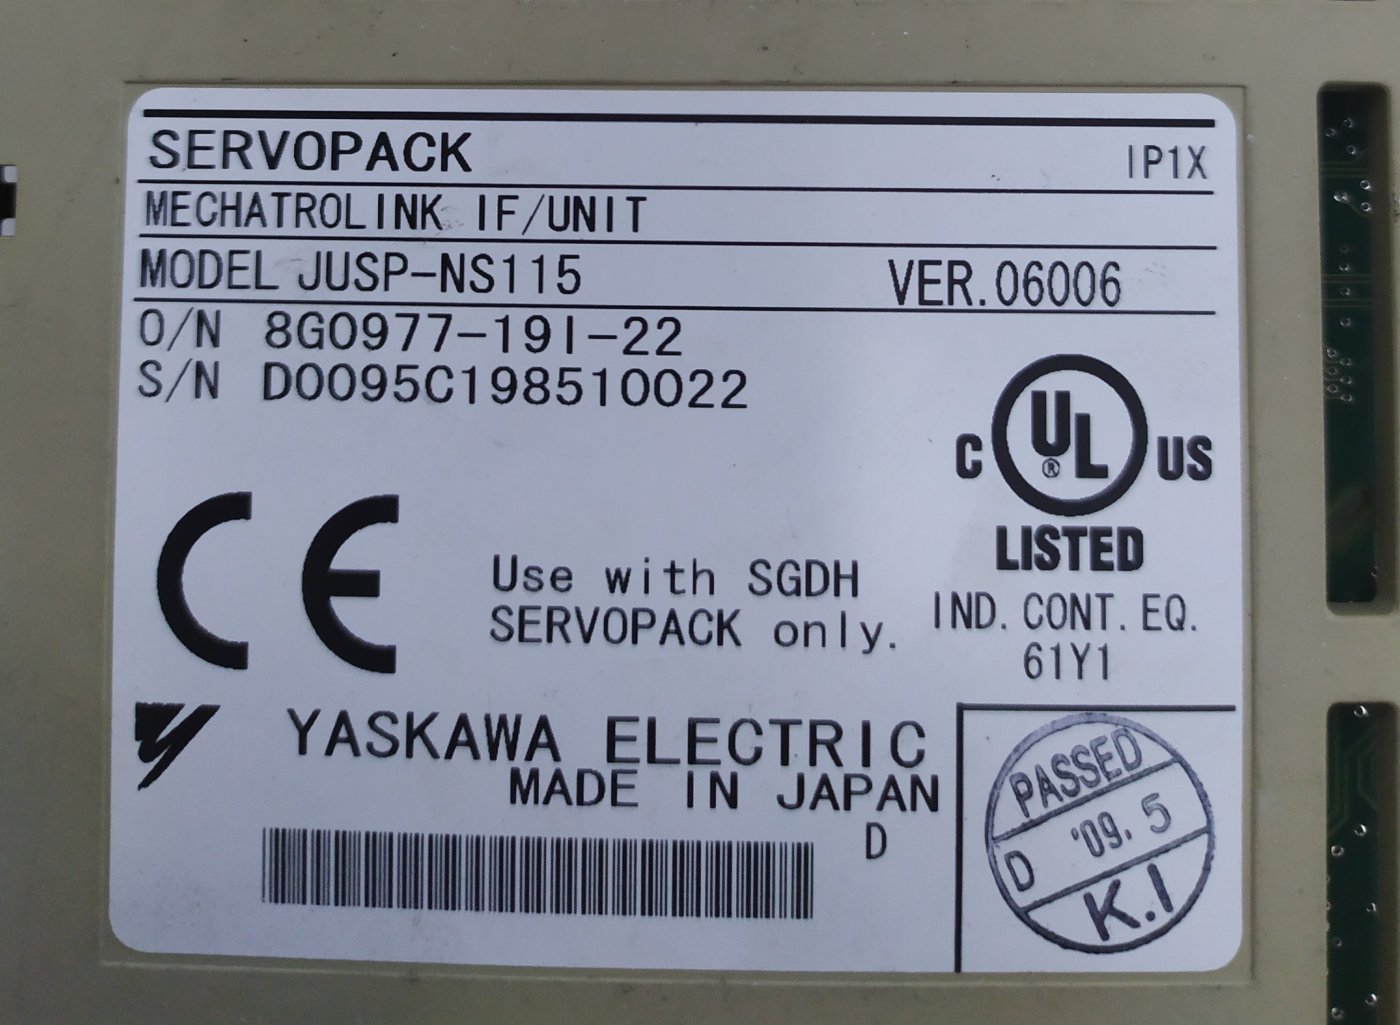 SERVOPACK
IP1X
MECHATROLINK IF/UNIT
MODEL JUSP-NS115
VER.06006
O/N 8G0977-19I-22
S/N D0095C198510022
C UL® US
LISTED
IND. CONT. EQ.
61Y1
CE
Use with SGDH
SERVOPACK only.
YASKAWA ELECTRIC
MADE IN JAPAN
D
PASSED
D '09.5
K.I